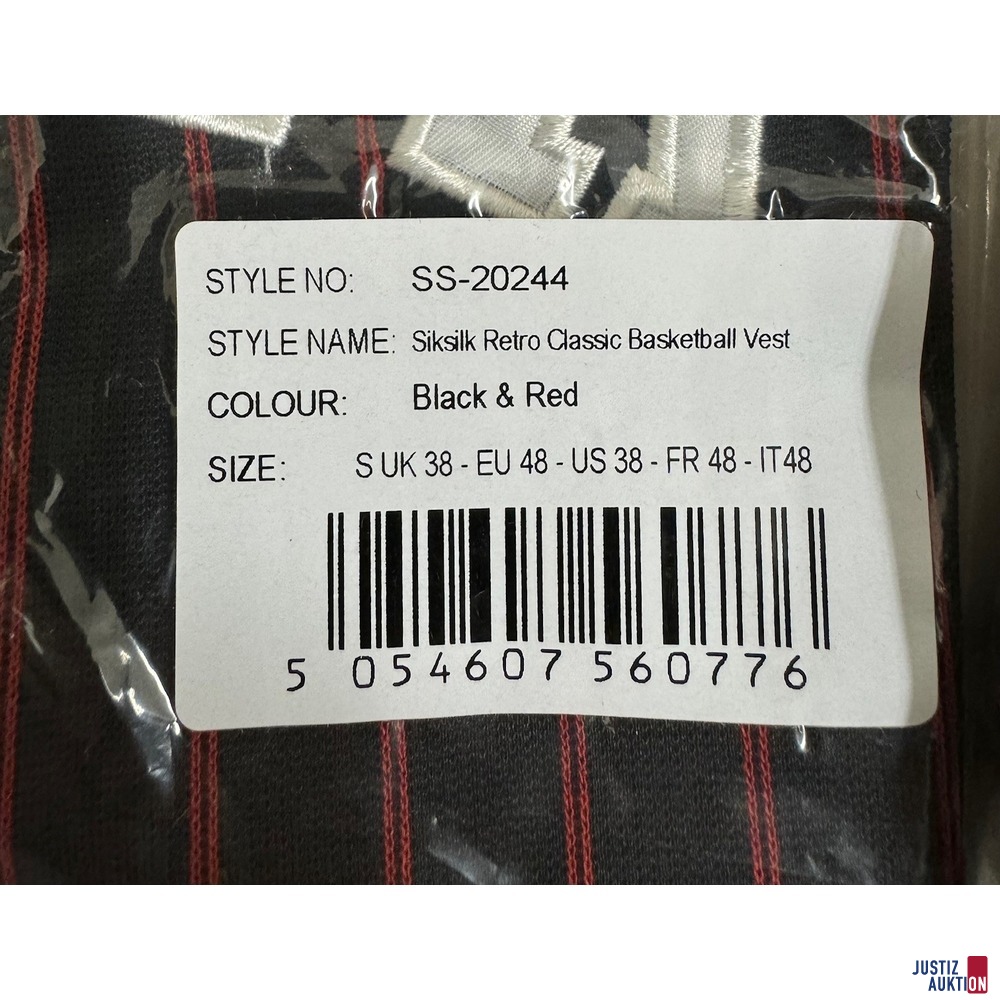 STYLE NO: SS-20244
STYLE NAME: Siksilk Retro Classic Basketball Vest
COLOUR: Black & Red
SIZE: S UK 38 - EU 48 - US 38 - FR 48 - IT48
5 054607 560776
JUSTIZ
AUKTION